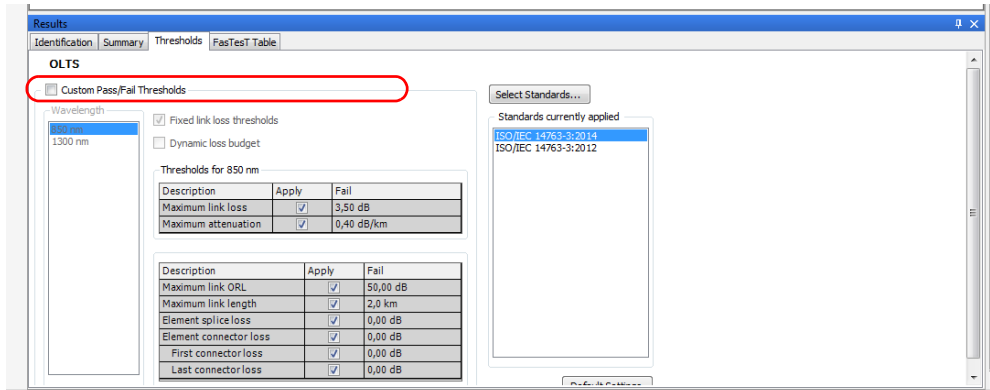 Results
Identification Summary Thresholds FasTesT Table
OLTS
Custom Pass/Fail Thresholds
Select Standards...
Wavelength
850 nm
1300 nm
Fixed link loss thresholds
Dynamic loss budget
Standards currently applied
ISO/IEC 14763-3:2014
ISO/IEC 14763-3:2012
Thresholds for 850 nm
Description Apply Fail
Maximum link loss 3,50 dB
Maximum attenuation 0,40 dB/km
Description Apply Fail
Maximum link ORL 50,00 dB
Maximum link length 2,0 km
Element splice loss 0,00 dB
Element connector loss 0,00 dB
First connector loss 0,00 dB
Last connector loss 0,00 dB
Default Settings